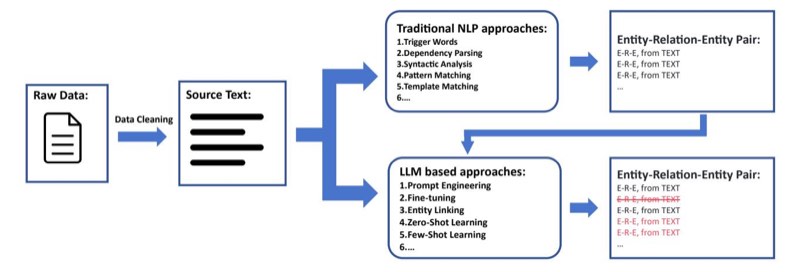 Raw Data:
Data Cleaning
Source Text:
Traditional NLP approaches:
1.Trigger Words
2.Dependency Parsing
3.Syntactic Analysis
4.Pattern Matching
5.Template Matching
6....
Entity-Relation-Entity Pair:
E-R-E, from TEXT
E-R-E, from TEXT
E-R-E, from TEXT
...
LLM based approaches:
1.Prompt Engineering
2.Fine-tuning
3.Entity Linking
4.Zero-Shot Learning
5.Few-Shot Learning
6....
Entity-Relation-Entity Pair:
E-R-E, from TEXT
E-R-E, from TEXT
E-R-E, from TEXT
E-R-E, from TEXT
E-R-E, from TEXT
...